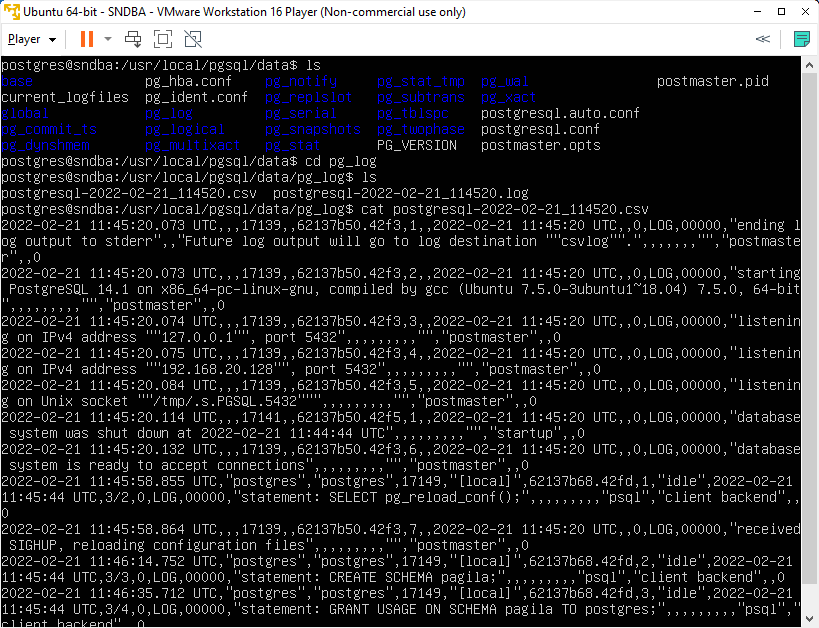 Ubuntu 64-bit - SNDBA - VMware Workstation 16 Player (Non-commercial use only)
Player
postgres@sndba:/usr/local/pgsql/data$ ls
base pg_hba.conf pg_notify pg_stat_tmp pg_wal postmaster.pid
current_logfiles pg_ident.conf pg_replslot pg_subtrans pg_xact
global pg_log pg_serial pg_tblspc postgresql.auto.conf
pg_commit_ts pg_logical pg_snapshots pg_twophase postgresql.conf
pg_dynshmem pg_multixact pg_stat PG_VERSION postmaster.opts
postgres@sndba:/usr/local/pgsql/data$ cd pg_log
postgres@sndba:/usr/local/pgsql/data/pg_log$ ls
postgresql-2022-02-21_114520.csv postgresql-2022-02-21_114520.log
postgres@sndba:/usr/local/pgsql/data/pg_log$ cat postgresql-2022-02-21_114520.csv
2022-02-21 11:45:20.073 UTC,,,17139,,62137b50.42f3,1,,2022-02-21 11:45:20 UTC,,0,LOG,00000,"ending l
og output to stderr",,"Future log output will go to log destination ""csvlog"".",,,,,,,"","postmaste
r",,0
2022-02-21 11:45:20.073 UTC,,,17139,,62137b50.42f3,2,,2022-02-21 11:45:20 UTC,,0,LOG,00000,"starting
PostgreSQL 14.1 on x86_64-pc-linux-gnu, compiled by gcc (Ubuntu 7.5.0-3ubuntu1~18.04) 7.5.0, 64-bit
",,,,,,,,,"","postmaster",,0
2022-02-21 11:45:20.074 UTC,,,17139,,62137b50.42f3,3,,2022-02-21 11:45:20 UTC,,0,LOG,00000,"listenin
g on IPv4 address ""127.0.0.1"", port 5432",,,,,,,,,"","postmaster",,0
2022-02-21 11:45:20.075 UTC,,,17139,,62137b50.42f3,4,,2022-02-21 11:45:20 UTC,,0,LOG,00000,"listenin
g on IPv4 address ""192.168.20.128"", port 5432",,,,,,,,,"","postmaster",,0
2022-02-21 11:45:20.084 UTC,,,17139,,62137b50.42f3,5,,2022-02-21 11:45:20 UTC,,0,LOG,00000,"listenin
g on Unix socket ""/tmp/.s.PGSQL.5432""",,,,,,,,,"","postmaster",,0
2022-02-21 11:45:20.114 UTC,,,17141,,62137b50.42f5,1,,2022-02-21 11:45:20 UTC,,0,LOG,00000,"database
system was shut down at 2022-02-21 11:44:44 UTC",,,,,,,,,"","startup",,0
2022-02-21 11:45:20.132 UTC,,,17139,,62137b50.42f3,6,,2022-02-21 11:45:20 UTC,,0,LOG,00000,"database
system is ready to accept connections",,,,,,,,,"","postmaster",,0
2022-02-21 11:45:58.855 UTC,"postgres","postgres",17149,"[local]",62137b68.42fd,1,"idle",2022-02-21
11:45:44 UTC,3/2,0,LOG,00000,"statement: SELECT pg_reload_conf();",,,,,,,,,"psql","client backend",,
0
2022-02-21 11:45:58.864 UTC,,,17139,,62137b50.42f3,7,,2022-02-21 11:45:20 UTC,,0,LOG,00000,"received
SIGHUP, reloading configuration files",,,,,,,,,"","postmaster",,0
2022-02-21 11:46:14.752 UTC,"postgres","postgres",17149,"[local]",62137b68.42fd,2,"idle",2022-02-21
11:45:44 UTC,3/3,0,LOG,00000,"statement: CREATE SCHEMA pagila;",,,,,,,,,"psql","client backend",,0
2022-02-21 11:46:35.712 UTC,"postgres","postgres",17149,"[local]",62137b68.42fd,3,"idle",2022-02-21
11:45:44 UTC,3/4,0,LOG,00000,"statement: GRANT USAGE ON SCHEMA pagila TO postgres;",,,,,,,,,"psql","
client backend",,0